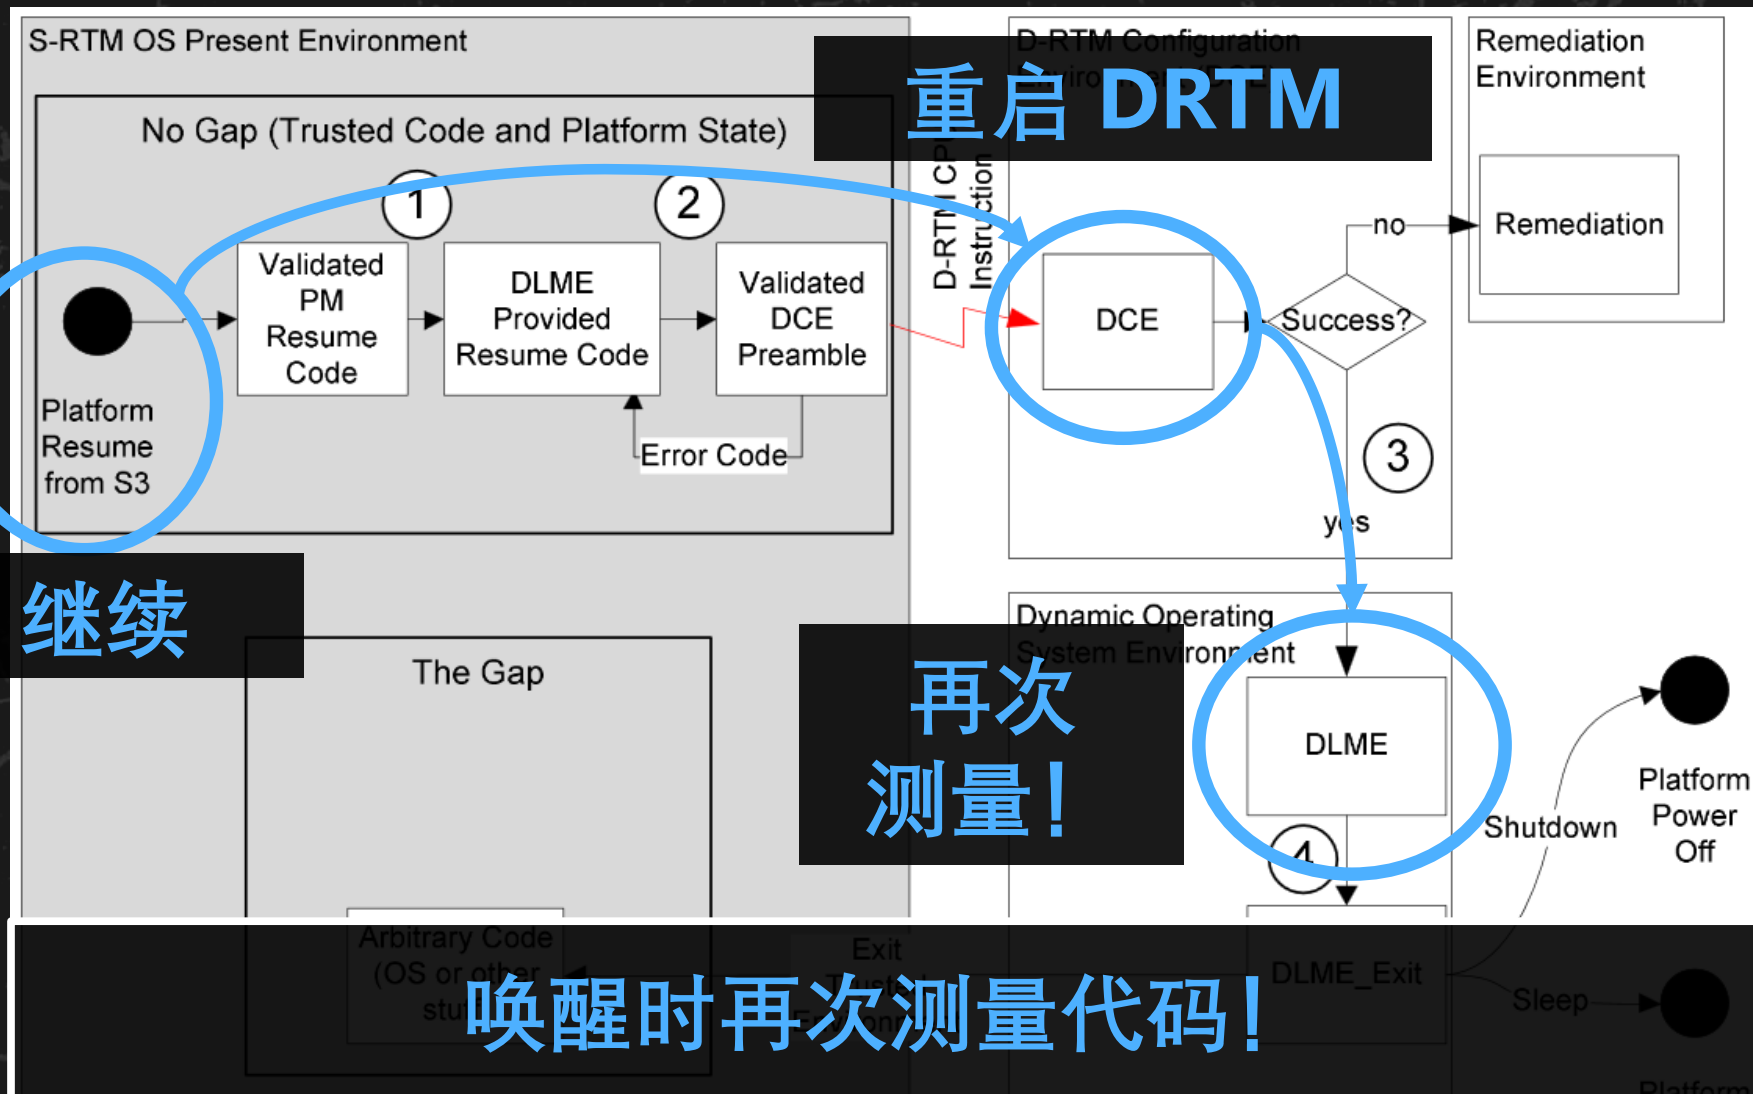 S-RTM OS Present Environment
No Gap (Trusted Code and Platform State)
1
2
Validated
PM
Resume
Code
DLME
Provided
Resume Code
Validated
DCE
Preamble
Platform
Resume
from S3
Error Code
继续
The Gap
Arbitrary Code
(OS or other
D-RTM Configuration
重启 DRTM
Instruction
DCE
Success?
no
yes
3
Remediation
Environment
Remediation
Dynamic Operating
System Environment
再次
测量！
DLME
4
Shutdown
Platform
Power
Off
Exit
DLME_Exit
Sleep
唤醒时再次测量代码！